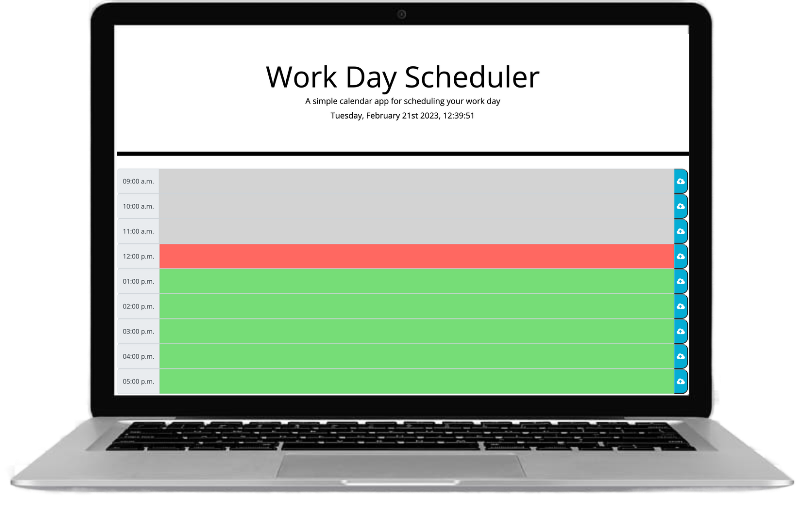 Work Day Scheduler
A simple calendar app for scheduling your work day
Tuesday, February 21st 2023, 12:39:51
09:00 a.m.
10:00 a.m.
11:00 a.m.
12:00 p.m.
01:00 p.m.
02:00 p.m.
03:00 p.m.
04:00 p.m.
05:00 p.m.